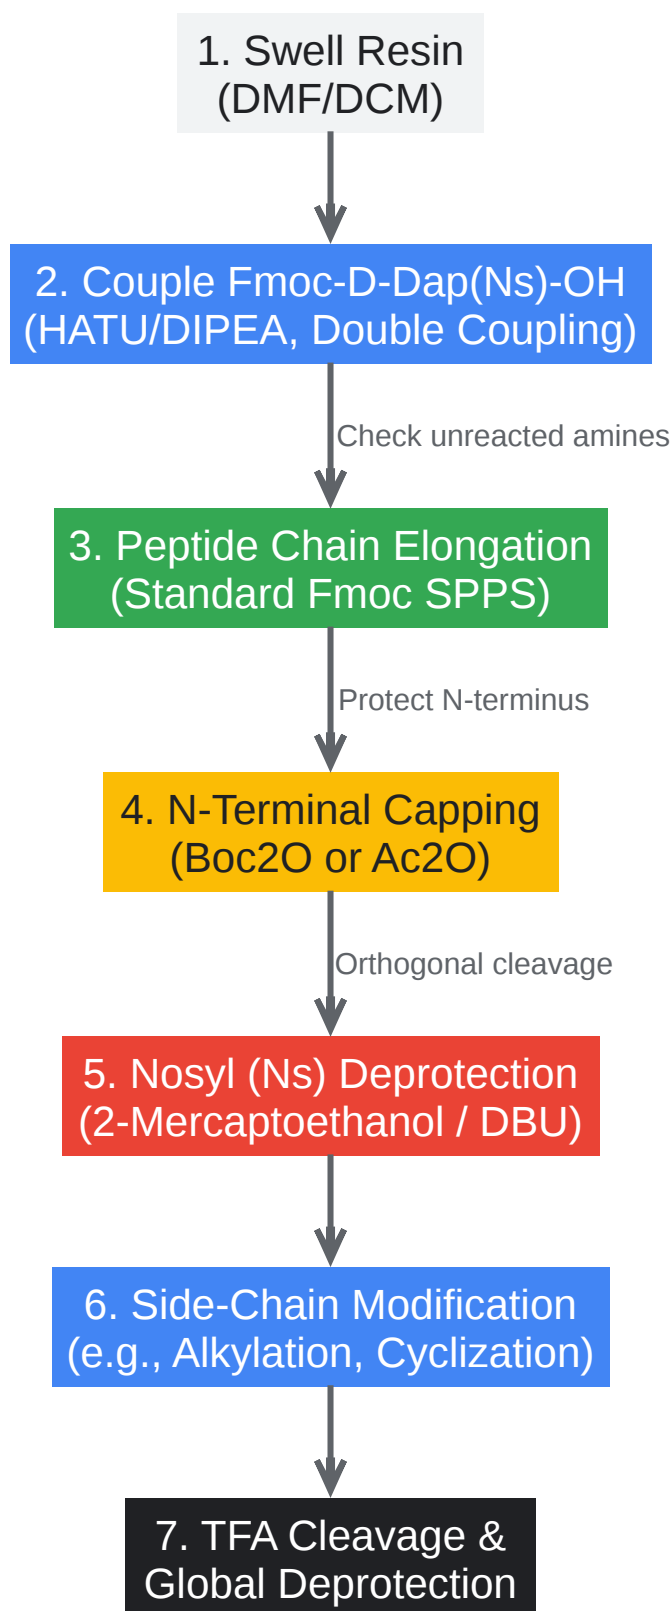 1. Swell Resin
(DMF/DCM)
2. Couple Fmoc-D-Dap(Ns)-OH
(HATU/DIPEA, Double Coupling)
Check unreacted amines
3. Peptide Chain Elongation
(Standard Fmoc SPPS)
Protect N-terminus
4. N-Terminal Capping
(Boc2O or Ac2O)
Orthogonal cleavage
5. Nosyl (Ns) Deprotection
(2-Mercaptoethanol / DBU)
6. Side-Chain Modification
(e.g., Alkylation, Cyclization)
7. TFA Cleavage &
Global Deprotection